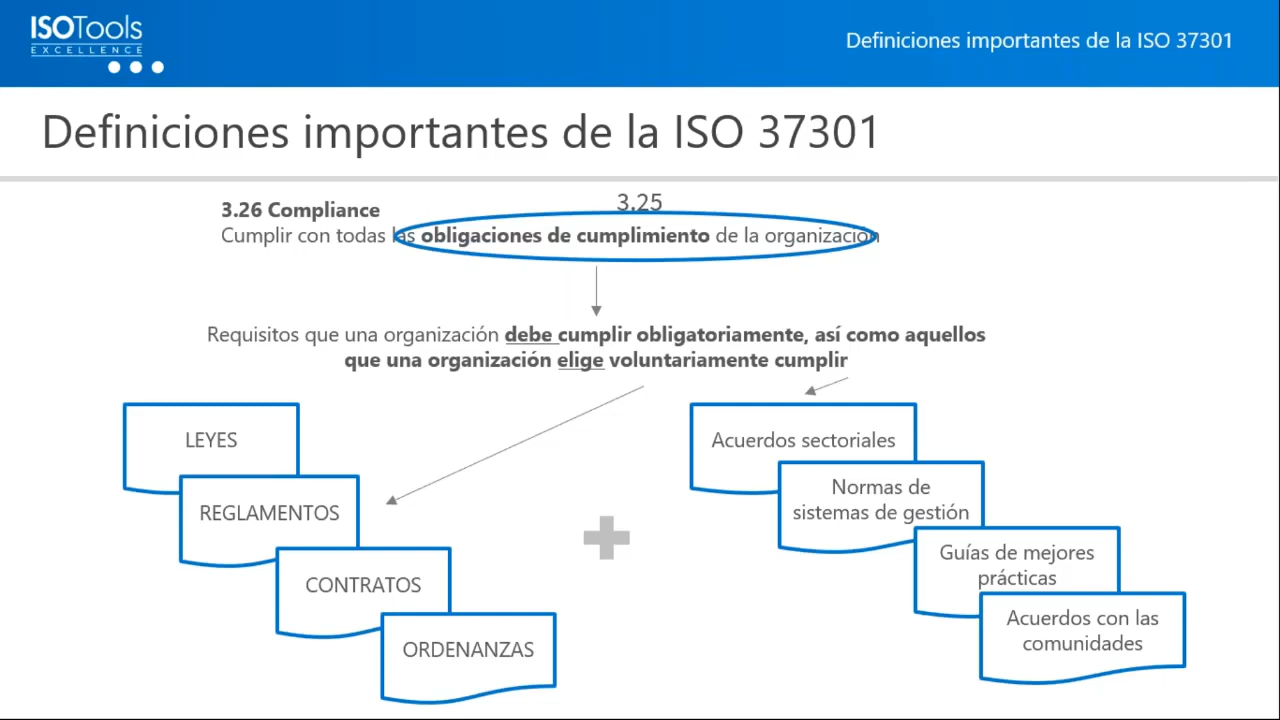 ISOTools
EXCELLENCE
Definiciones importantes de la ISO 37301
Definiciones importantes de la ISO 37301
3.26 Compliance
3.25
Cumplir con todas las obligaciones de cumplimiento de la organización
Requisitos que una organización debe cumplir obligatoriamente, así como aquellos
que una organización elige voluntariamente cumplir
LEYES
REGLAMENTOS
CONTRATOS
ORDENANZAS
Acuerdos sectoriales
Normas de
sistemas de gestión
Guías de mejores
prácticas
Acuerdos con las
comunidades